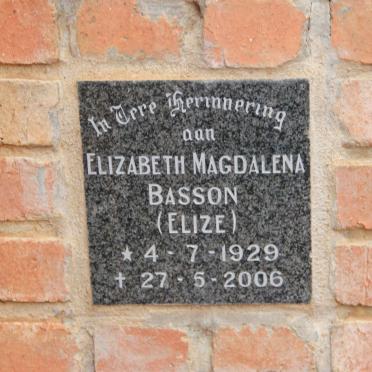 In Tere Herinnering
aan
ELIZABETH MAGDALENA
BASSON
(ELIZE)
★ 4 - 7 - 1929
✝ 27 - 5 - 2006